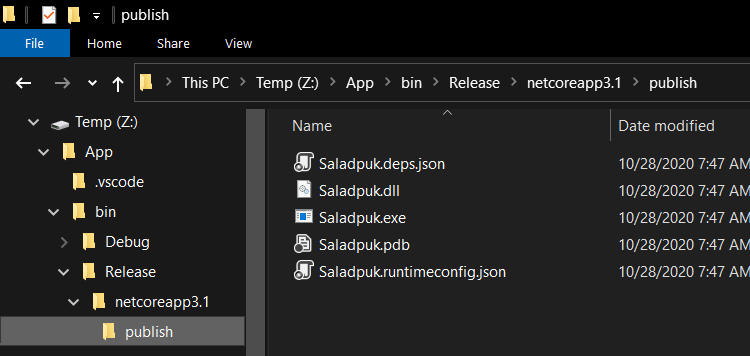 publish
File Home Share View
This PC Temp (Z:) App bin Release netcoreapp3.1 publish
Temp (Z:)
App
.vscode
bin
Debug
Release
netcoreapp3.1
publish
Name Date modified
Saladpuk.deps.json 10/28/2020 7:47 AM
Saladpuk.dll 10/28/2020 7:47 AM
Saladpuk.exe 10/28/2020 7:47 AM
Saladpuk.pdb 10/28/2020 7:47 AM
Saladpuk.runtimeconfig.json 10/28/2020 7:47 AM